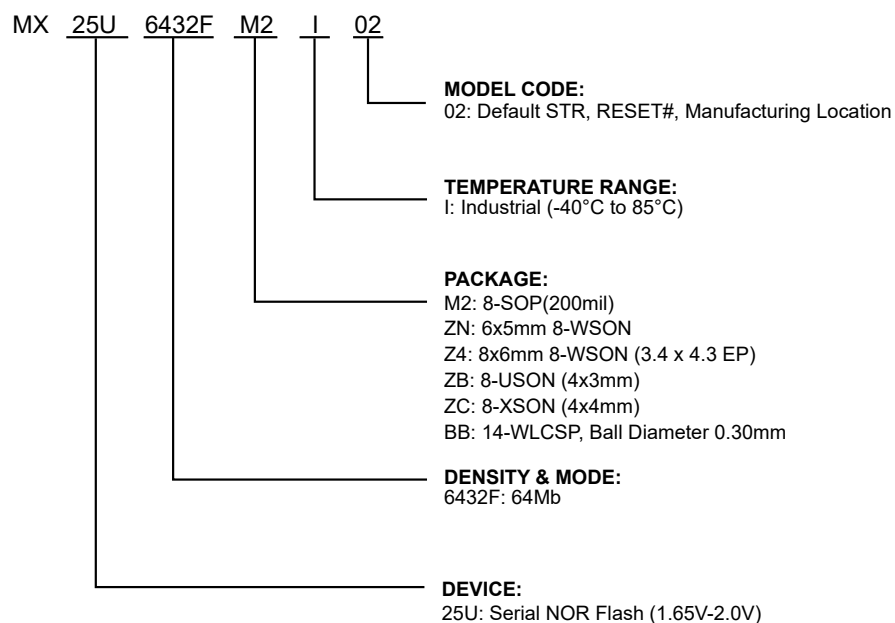 MX 25U 6432F M2 I 02
MODEL CODE:
02: Default STR, RESET#, Manufacturing Location
TEMPERATURE RANGE:
I: Industrial (-40°C to 85°C)
PACKAGE:
M2: 8-SOP(200mil)
ZN: 6x5mm 8-WSON
Z4: 8x6mm 8-WSON (3.4 x 4.3 EP)
ZB: 8-USON (4x3mm)
ZC: 8-XSON (4x4mm)
BB: 14-WLCSP, Ball Diameter 0.30mm
DENSITY & MODE:
6432F: 64Mb
DEVICE:
25U: Serial NOR Flash (1.65V-2.0V)